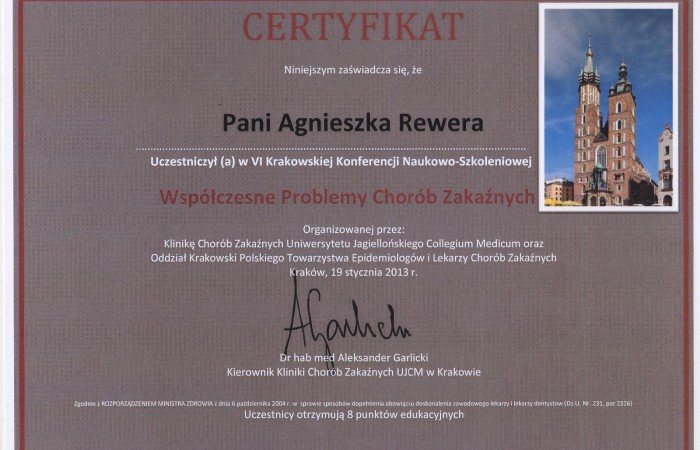 CERTYFIKAT
Niniejszym zaświadcza się, że
Pani Agnieszka Rewera
Uczestniczył (a) w VI Krakowskiej Konferencji Naukowo-Szkoleniowej
Współczesne Problemy Chorób Zakaźnych
Organizowanej przez:
Klinikę Chorób Zakaźnych Uniwersytetu Jagiellońskiego Collegium Medicum oraz
Oddział Krakowski Polskiego Towarzystwa Epidemiologów i Lekarzy Chorób Zakaźnych
Kraków, 19 stycznia 2013 r.
AGarlicki
Dr hab med Aleksander Garlicki
Kierownik Kliniki Chorób Zakaźnych UJCM w Krakowie
Zgodnie z ROZPORZĄDZENIEM MINISTRA ZDROWIA z dnia 6 października 2004 r. w sprawie sposobów dopełnienia obowiązku doskonalenia zawodowego lekarzy i lekarzy dentystow (Dz.U. Nr. 231, poz 2326)
Uczestnicy otrzymują 8 punktów edukacyjnych